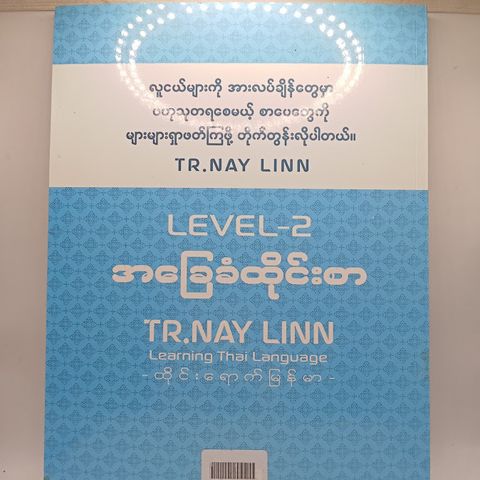 လူငယ်များကို အားလပ်ချိန်တွေမှာ
ဗဟုသုတရစေမယ့် စာပေတွေကို
များများရှာဖတ်ကြဖို့ တိုက်တွန်းလိုပါတယ်။
TR.NAY LINN
LEVEL-2
အခြေခံထိုင်းစာ
TR.NAY LINN
Learning Thai Language
- ထိုင်းရောက်မြန်မာ -